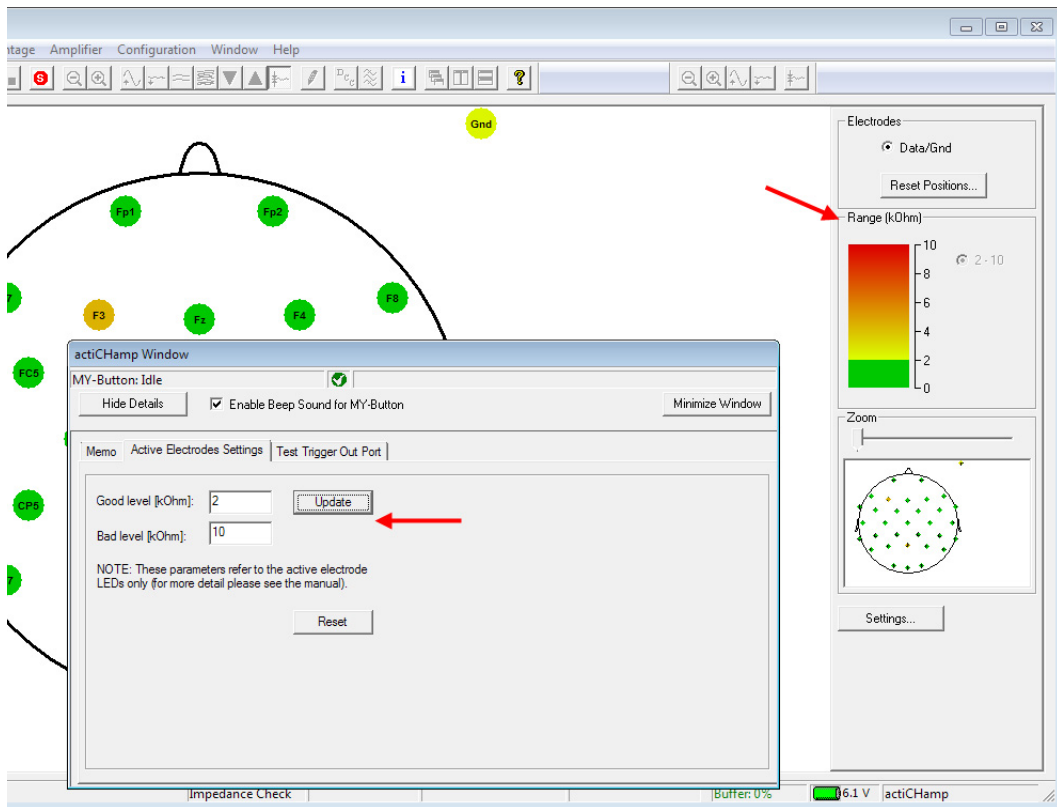 ntage Amplifier Configuration Window Help
S
i
?
Gnd
Electrodes
Data/Gnd
Reset Positions...
Fp1 Fp2
Range (kOhm)
10
8
6
4
2
0
2 - 10
7 F3 Fz F4 F8
FC5
CP5
7
actiCHamp Window
MY-Button: Idle
Hide Details
Enable Beep Sound for MY-Button
Minimize Window
Memo Active Electrodes Settings Test Trigger Out Port
Good level [kOhm]: 2 Update
Bad level [kOhm]: 10
NOTE: These parameters refer to the active electrode
LEDs only (for more detail please see the manual).
Reset
Zoom
Settings...
Impedance Check Buffer: 0% 6.1 V actiCHamp